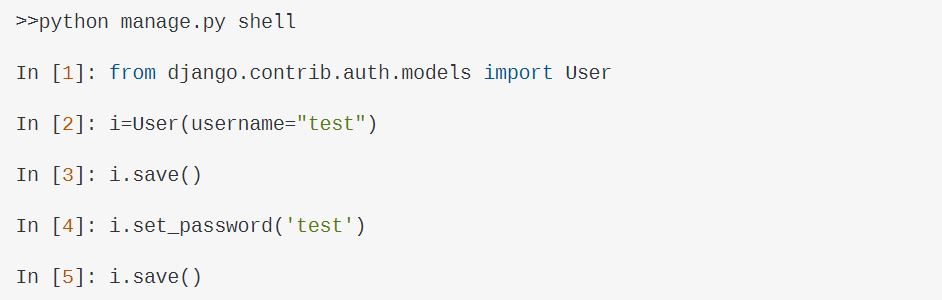 >>python manage.py shell
In [1]: from django.contrib.auth.models import User
In [2]: i=User(username="test")
In [3]: i.save()
In [4]: i.set_password('test')
In [5]: i.save()